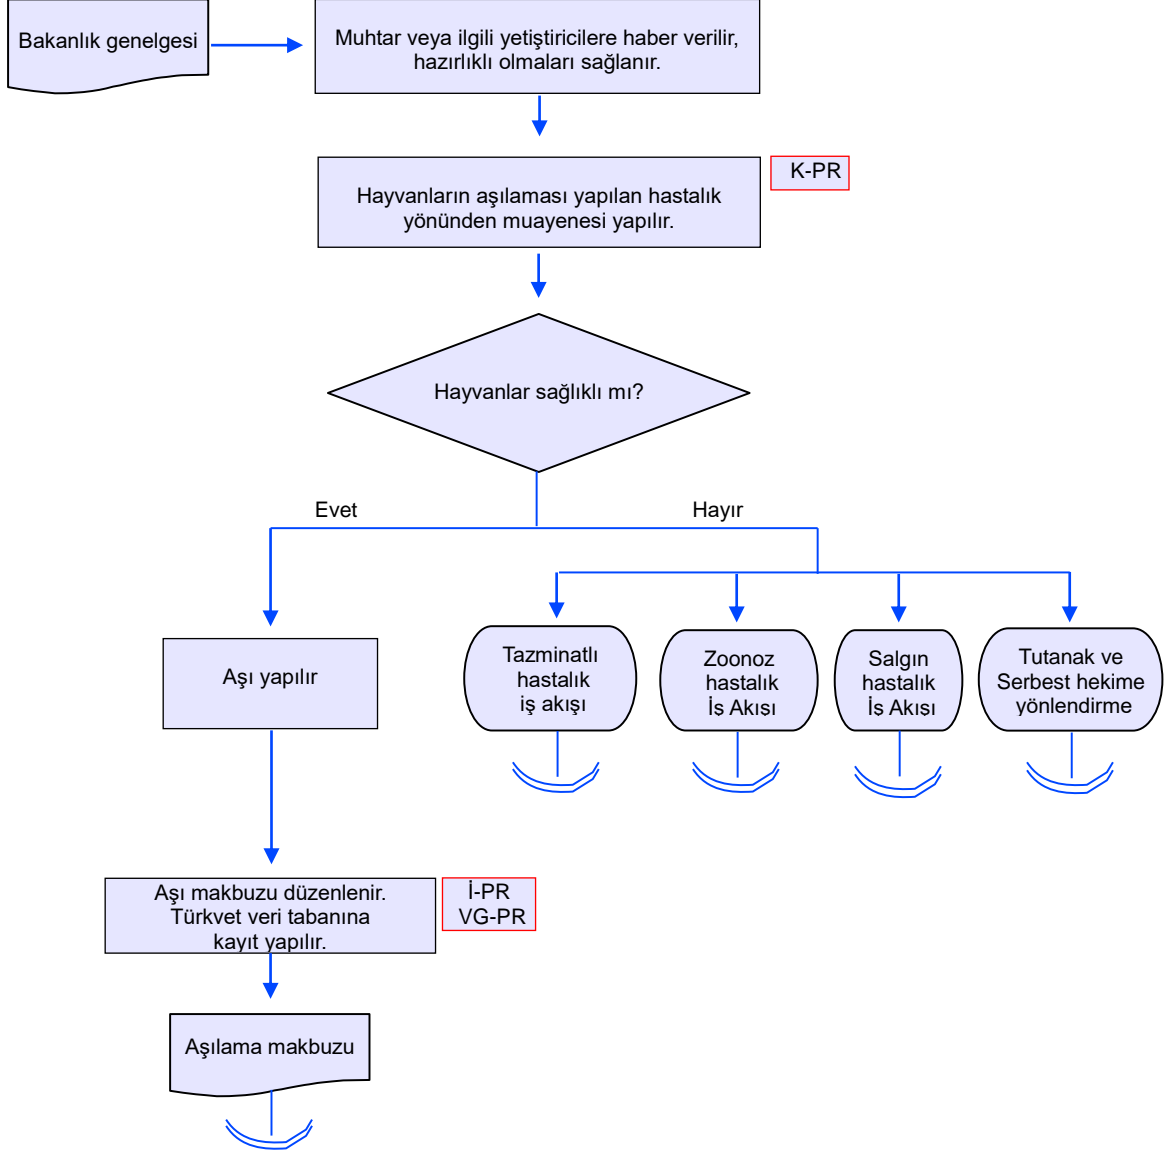 Bakanlık genelgesi
Muhtar veya ilgili yetiştiricilere haber verilir,
hazırlıklı olmaları sağlanır.
K-PR
Hayvanların aşılaması yapılan hastalık
yönünden muayenesi yapılır.
Hayvanlar sağlıklı mı?
Evet
Hayır
Aşı yapılır
Tazminatlı
hastalık
iş akışı
Zoonoz
hastalık
İş Akışı
Salgın
hastalık
İş Akışı
Tutanak ve
Serbest hekime
yönlendirme
Aşı makbuzu düzenlenir.
Türkvet veri tabanına
kayıt yapılır.
İ-PR
VG-PR
Aşılama makbuzu